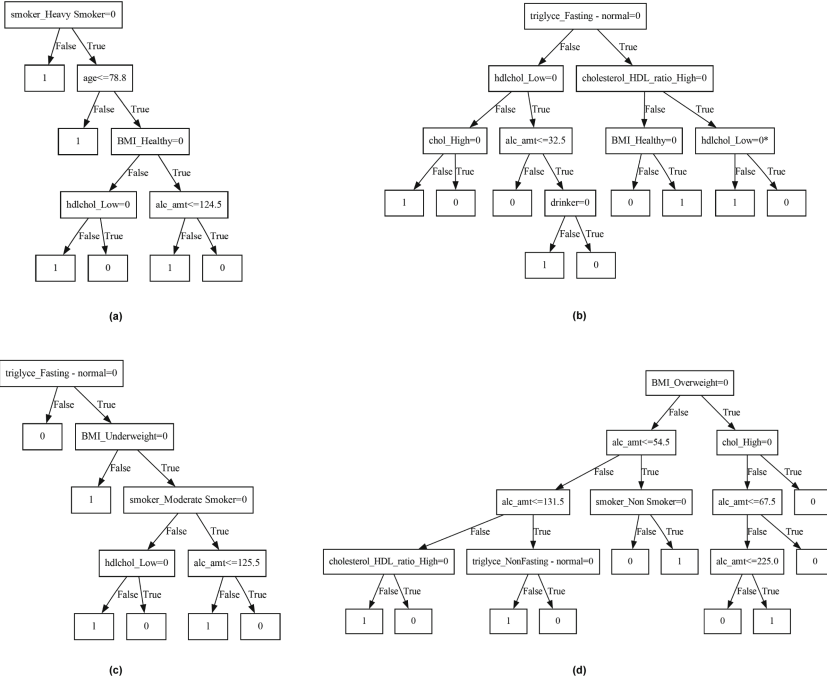 smoker_Heavy Smoker=0
False True
1 age<=78.8
False True
1 BMI_Healthy=0
False True
hdlchol_Low=0 alc_amt<=124.5
False True False True
1 0 1 0
(a)
triglyce_Fasting - normal=0
False True
hdlchol_Low=0 cholesterol_HDL_ratio_High=0
False True False True
chol_High=0 alc_amt<=32.5 BMI_Healthy=0 hdlchol_Low=0*
False True False True False True False True
1 0 0 drinker=0 0 1 1 0
False True
1 0
(b)
triglyce_Fasting - normal=0
False True
0 BMI_Underweight=0
False True
1 smoker_Moderate Smoker=0
False True
hdlchol_Low=0 alc_amt<=125.5
False True False True
1 0 1 0
(c)
BMI_Overweight=0
False True
alc_amt<=54.5 chol_High=0
False True False True
alc_amt<=131.5 smoker_Non Smoker=0 alc_amt<=67.5 0
False True False True False True
cholesterol_HDL_ratio_High=0 triglyce_NonFasting - normal=0 0 1 alc_amt<=225.0 0
False True False True False True
1 0 1 0 0 1
(d)